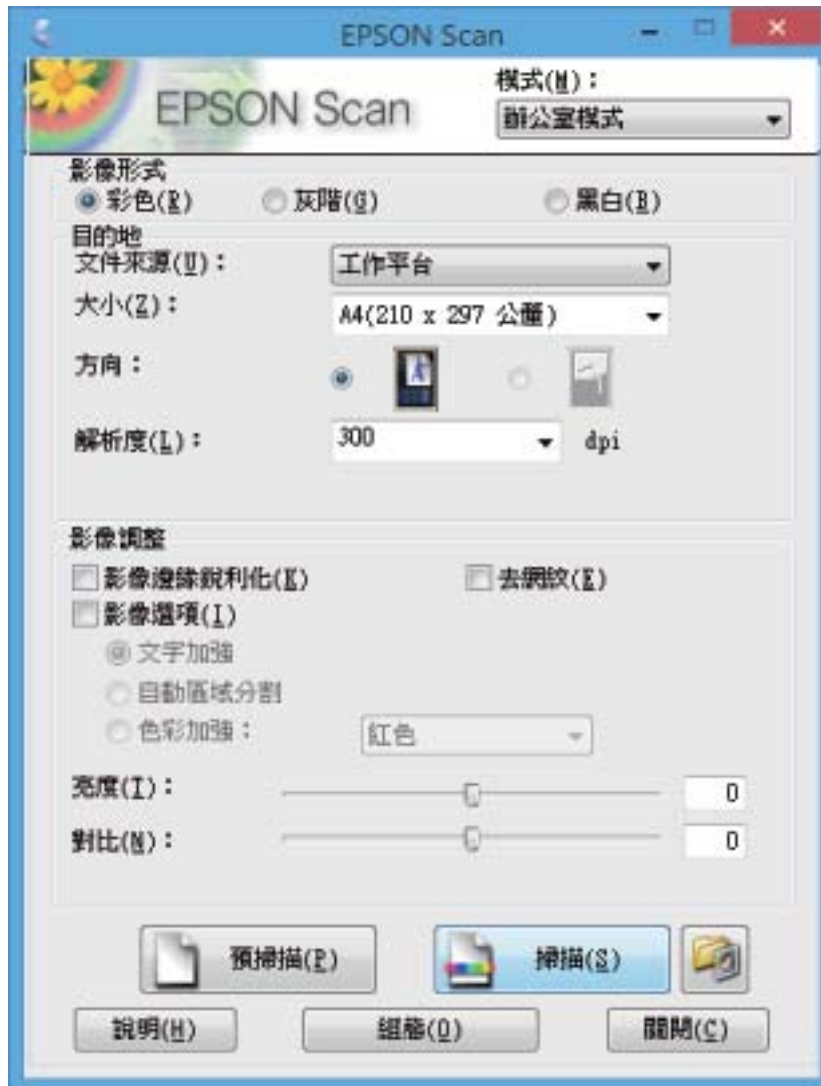 EPSON Scan
EPSON Scan
模式(M)：
辦公室模式
影像形式
彩色(R) 灰階(G) 黑白(B)
目的地
文件來源(U)： 工作平台
大小(Z)： A4(210 x 297 公釐)
方向：
解析度(L)： 300 dpi
影像調整
影像邊緣銳利化(K) 去網紋(E)
影像選項(I)
文字加強
自動區域分割
色彩加強： 紅色
亮度(T)： 0
對比(N)： 0
預掃描(P) 掃描(S)
說明(H) 組態(O) 關閉(C)